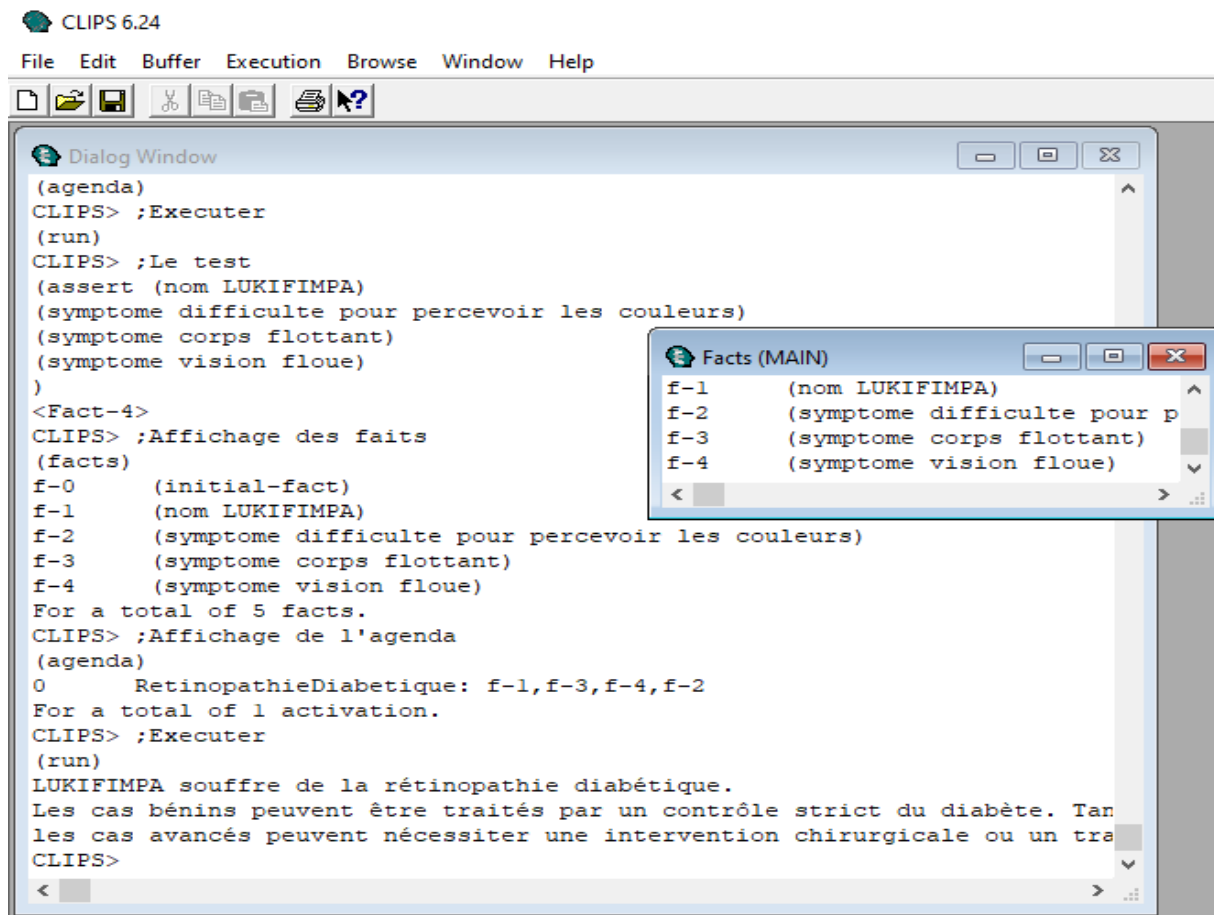 CLIPS 6.24
File Edit Buffer Execution Browse Window Help
Dialog Window
(agenda)
CLIPS> ;Executer
(run)
CLIPS> ;Le test
(assert (nom LUKIFIMPA)
(symptome difficulte pour percevoir les couleurs)
(symptome corps flottant)
(symptome vision floue)
)
<Fact-4>
CLIPS> ;Affichage des faits
(facts)
f-0 (initial-fact)
f-1 (nom LUKIFIMPA)
f-2 (symptome difficulte pour percevoir les couleurs)
f-3 (symptome corps flottant)
f-4 (symptome vision floue)
For a total of 5 facts.
CLIPS> ;Affichage de l'agenda
(agenda)
0 RetinopathieDiabetique: f-1,f-3,f-4,f-2
For a total of 1 activation.
CLIPS> ;Executer
(run)
LUKIFIMPA souffre de la rétinopathie diabétique.
Les cas bénins peuvent être traités par un contrôle strict du diabète. Tan
les cas avancés peuvent nécessiter une intervention chirurgicale ou un tra
CLIPS>
Facts (MAIN)
f-1 (nom LUKIFIMPA)
f-2 (symptome difficulte pour p
f-3 (symptome corps flottant)
f-4 (symptome vision floue)